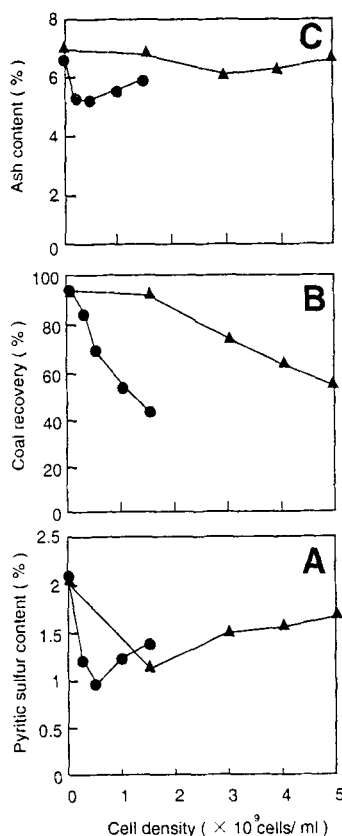 C
Ash content ( % )
8
6
4
2
0
B
Coal recovery ( % )
100
80
60
40
20
0
A
Pyritic sulfur content ( % )
2.5
2
1.5
1
0.5
0
0 1 2 3 4 5
Cell density ( × 10⁹cells/ ml )